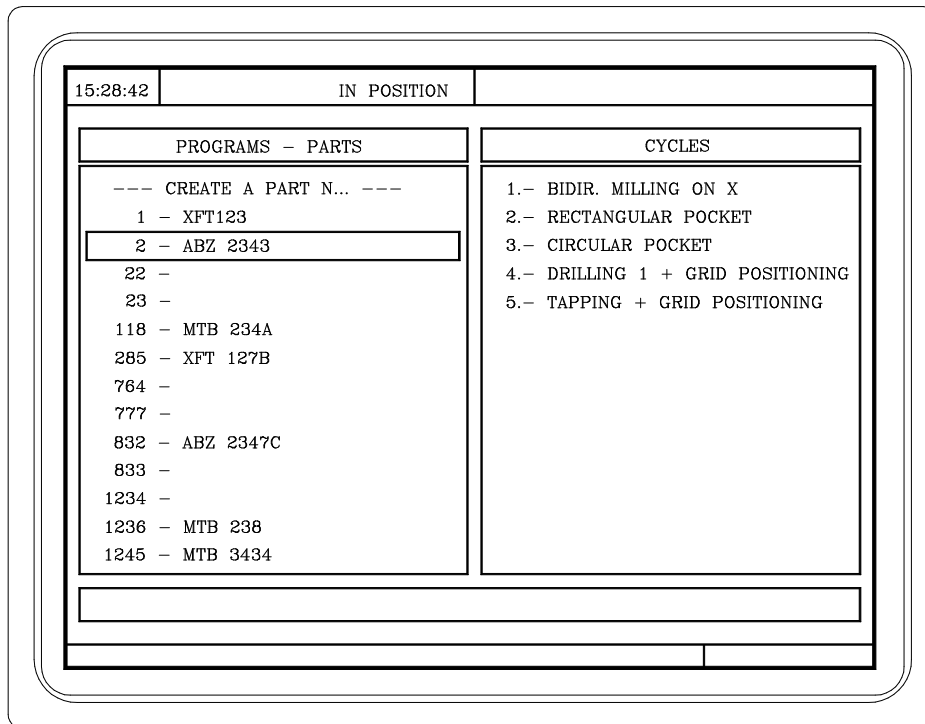 15:28:42
IN POSITION
PROGRAMS – PARTS
--- CREATE A PART N... ---
1 – XFT123
2 – ABZ 2343
22 –
23 –
118 – MTB 234A
285 – XFT 127B
764 –
777 –
832 – ABZ 2347C
833 –
1234 –
1236 – MTB 238
1245 – MTB 3434
CYCLES
1.– BIDIR. MILLING ON X
2.– RECTANGULAR POCKET
3.– CIRCULAR POCKET
4.– DRILLING 1 + GRID POSITIONING
5.– TAPPING + GRID POSITIONING